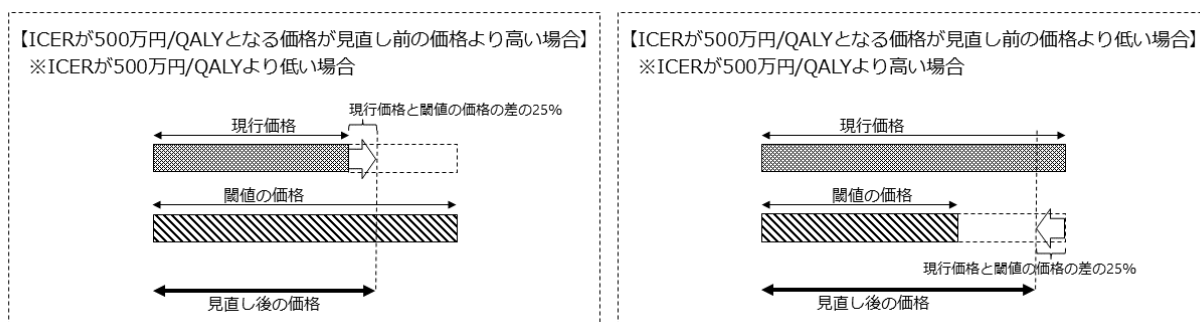 【ICERが500万円/QALYとなる価格が見直し前の価格より高い場合】
※ICERが500万円/QALYより低い場合
現行価格と閾値の価格の差の25%
現行価格
閾値の価格
見直し後の価格
【ICERが500万円/QALYとなる価格が見直し前の価格より低い場合】
※ICERが500万円/QALYより高い場合
現行価格
閾値の価格
現行価格と閾値の価格の差の25%
見直し後の価格